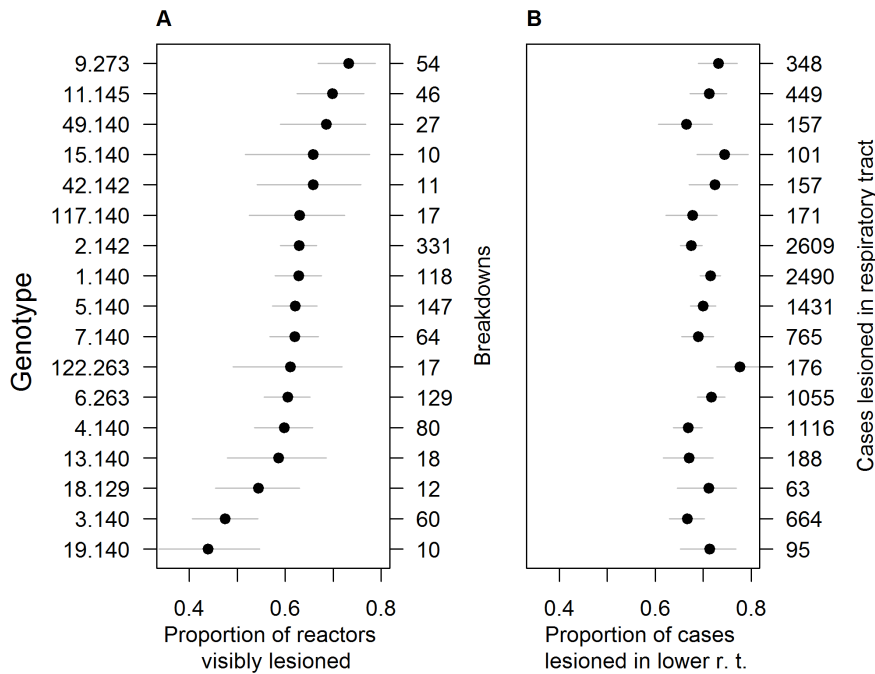 A
B
9.273 54 348
11.145 46 449
49.140 27 157
15.140 10 101
42.142 11 157
117.140 17 171
2.142 331 2609
1.140 118 2490
5.140 147 1431
7.140 64 765
122.263 17 176
6.263 129 1055
4.140 80 1116
13.140 18 188
18.129 12 63
3.140 60 664
19.140 10 95
Genotype
Breakdowns
Cases lesioned in respiratory tract
0.4 0.6 0.8
0.4 0.6 0.8
Proportion of reactors
visibly lesioned
Proportion of cases
lesioned in lower r. t.